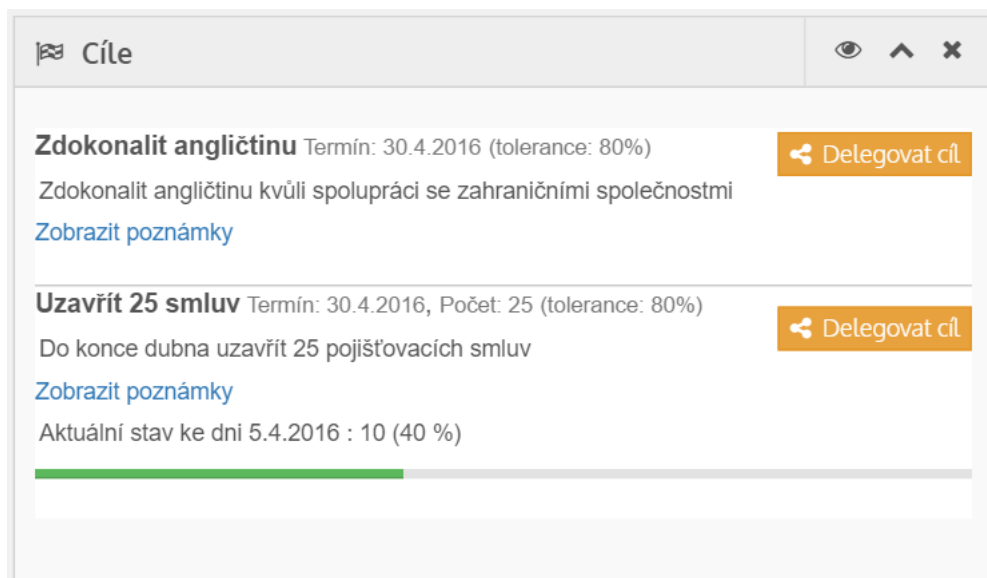 Cíle
Zdokonalit angličtinu Termín: 30.4.2016 (tolerance: 80%)
Delegovat cíl
Zdokonalit angličtinu kvůli spolupráci se zahraničními společnostmi
Zobrazit poznámky
Uzavřít 25 smluv Termín: 30.4.2016, Počet: 25 (tolerance: 80%)
Delegovat cíl
Do konce dubna uzavřít 25 pojišťovacích smluv
Zobrazit poznámky
Aktuální stav ke dni 5.4.2016 : 10 (40 %)